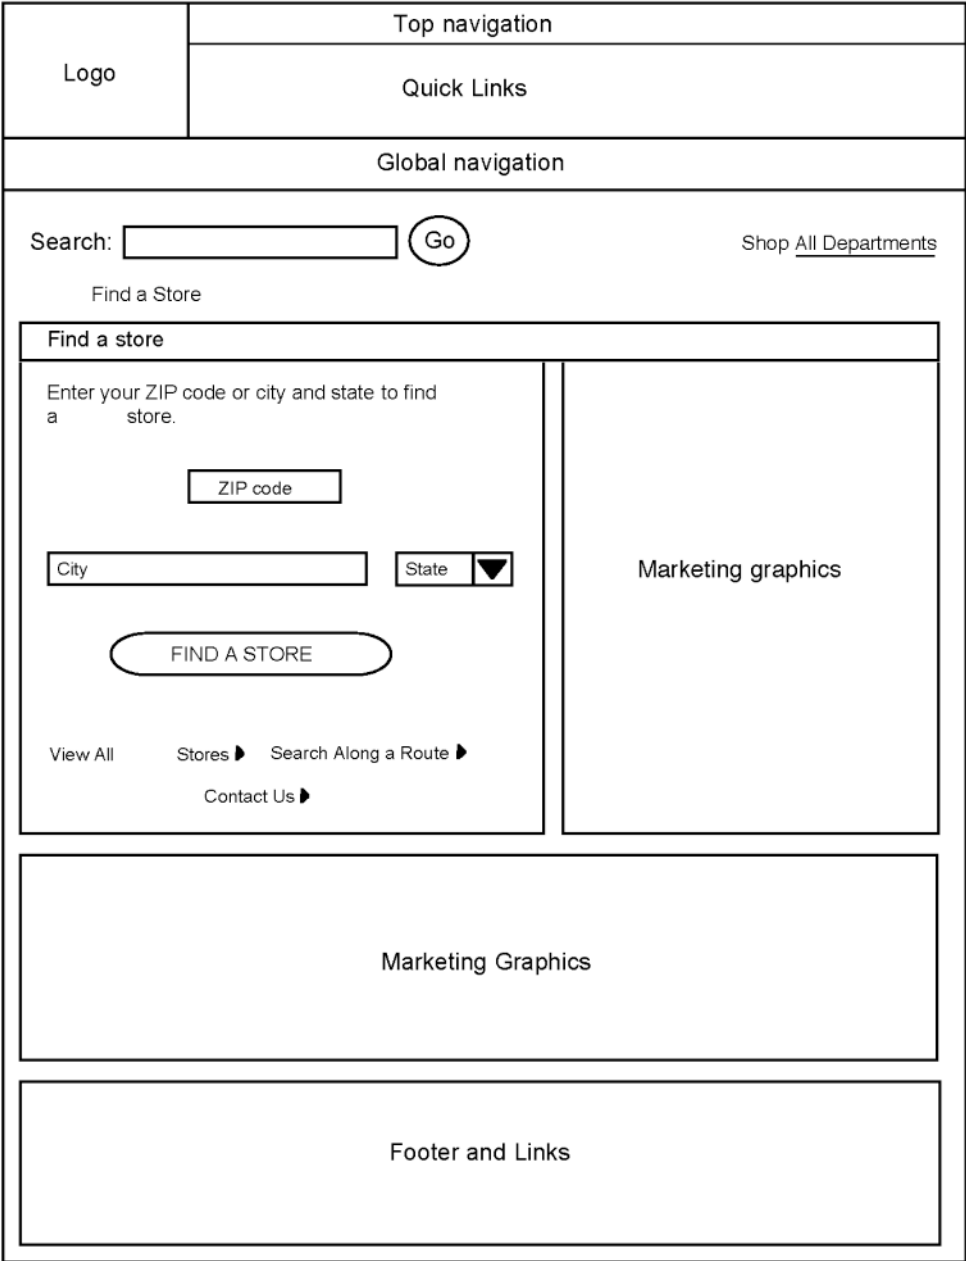 Top navigation
Logo
Quick Links
Global navigation
Search: Go
Shop All Departments
Find a Store
Find a store
Enter your ZIP code or city and state to find
a store.
ZIP code
City State
Marketing graphics
FIND A STORE
View All Stores Search Along a Route
Contact Us
Marketing Graphics
Footer and Links